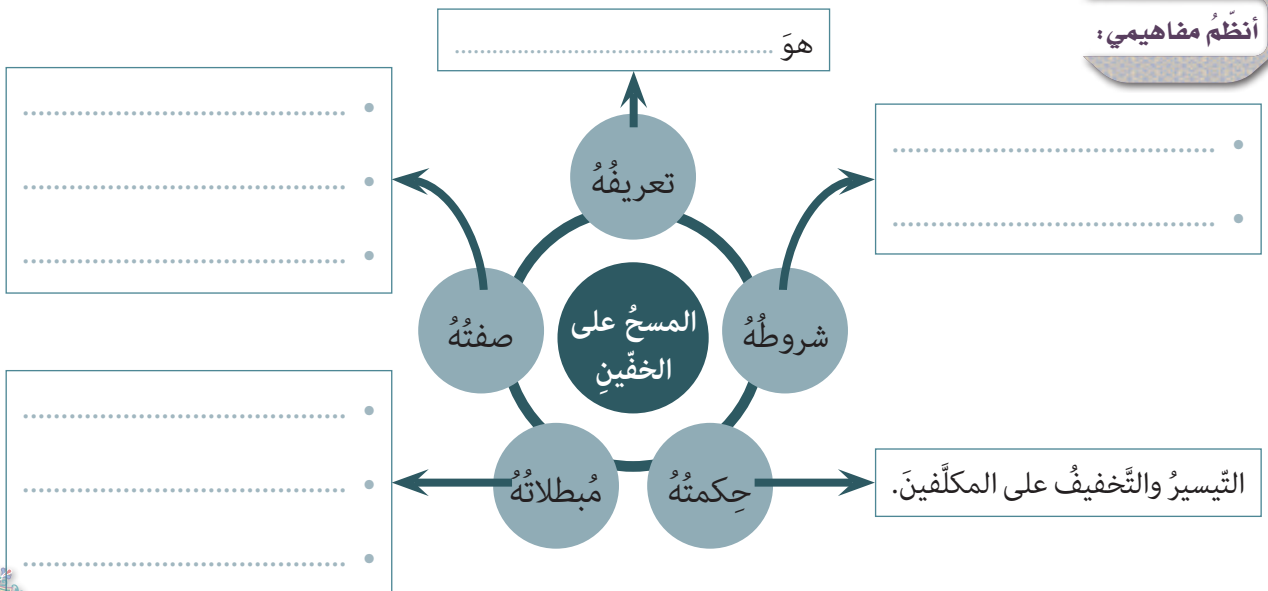 أنظّمُ مفاهيمي:
هوَ ................................................
تعريفُهُ
• ................................................
• ................................................
شروطُهُ
• ................................................
• ................................................
• ................................................
صفتُهُ
المسحُ على
الخفّينِ
التّيسيرُ والتَّخفيفُ على المكلَّفينَ.
حِكمتُهُ
مُبطلاتُهُ
• ................................................
• ................................................
• ................................................